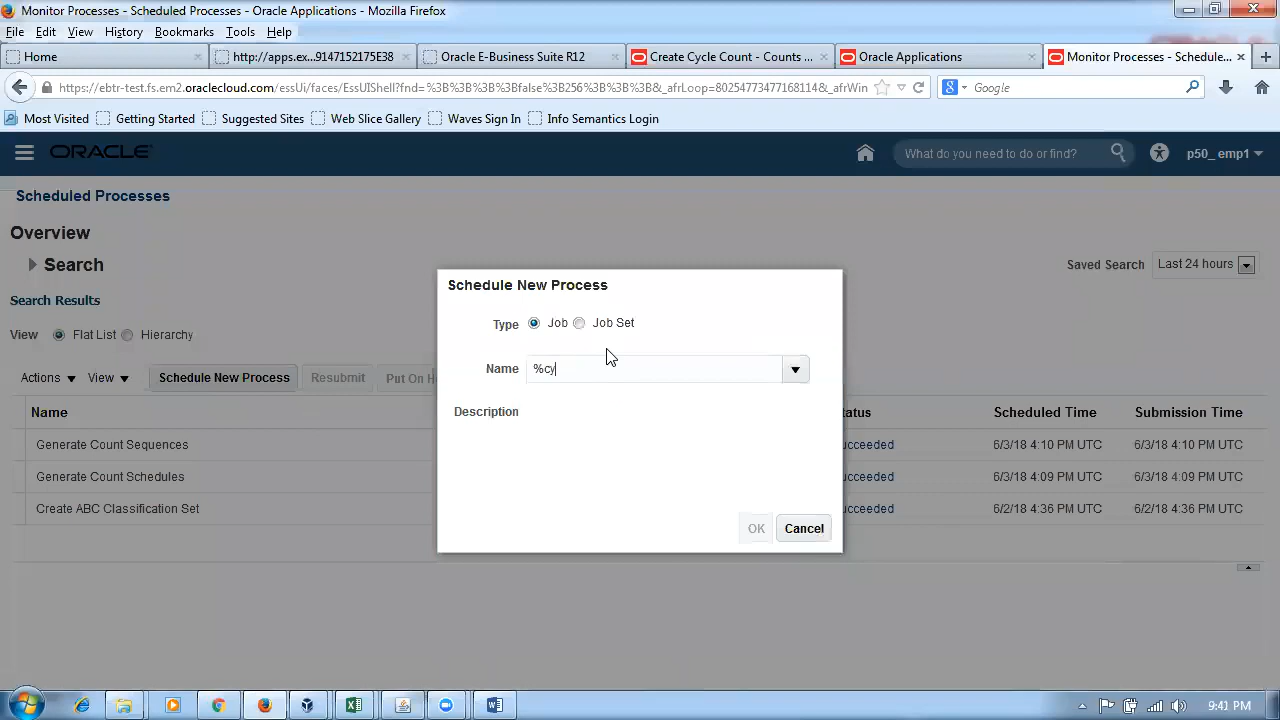 Monitor Processes - Scheduled Processes - Oracle Applications - Mozilla Firefox
File Edit View History Bookmarks Tools Help
Home http://apps.ex...9147152175E38 Oracle E-Business Suite R12 Create Cycle Count - Counts ... Oracle Applications Monitor Processes - Schedule...
https://ebtr-test.fs.em2.oraclecloud.com/essUi/faces/EssUIShell?fnd=%3B%3B%3B%3Bfalse%3B256%3B%3B%3B&_afrLoop=8025477347716 8114&_afrWin Google
Most Visited Getting Started Suggested Sites Web Slice Gallery Waves Sign In Info Semantics Login
ORACLE What do you need to do or find? p50_ emp1
Scheduled Processes
Overview
Search Saved Search Last 24 hours
Search Results
View Flat List Hierarchy
Actions View Schedule New Process Resubmit Put On H
Name tatus Scheduled Time Submission Time
Generate Count Sequences ucceeded 6/3/18 4:10 PM UTC 6/3/18 4:10 PM UTC
Generate Count Schedules ucceeded 6/3/18 4:09 PM UTC 6/3/18 4:09 PM UTC
Create ABC Classification Set ucceeded 6/2/18 4:36 PM UTC 6/2/18 4:36 PM UTC
Schedule New Process
Type Job Job Set
Name %cy
Description
OK Cancel
9:41 PM